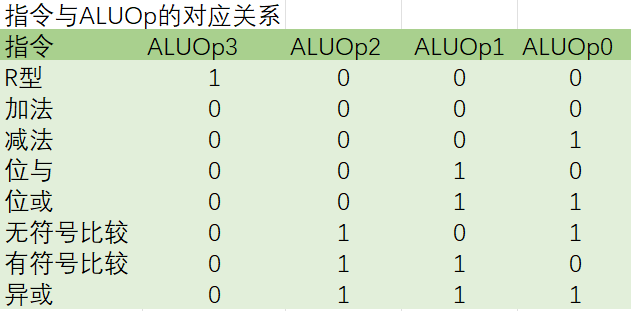 指令与ALUOp的对应关系
指令 ALUOp3 ALUOp2 ALUOp1 ALUOp0
R型 1 0 0 0
加法 0 0 0 0
减法 0 0 0 1
位与 0 0 1 0
位或 0 0 1 1
无符号比较 0 1 0 1
有符号比较 0 1 1 0
异或 0 1 1 1